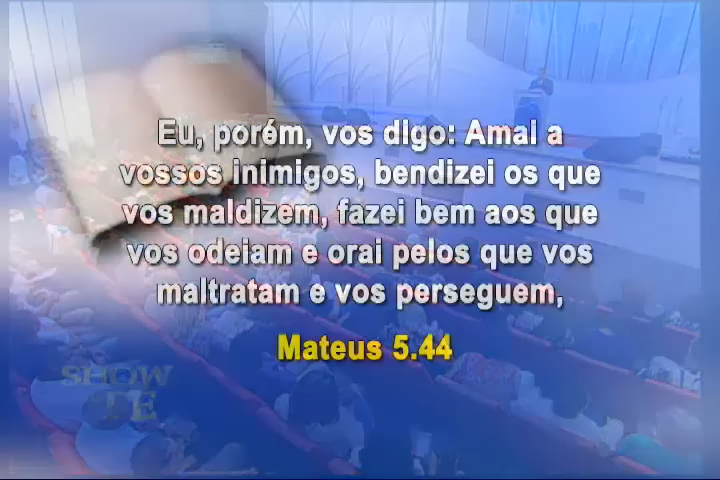 Eu, porém, vos digo: Amai a
vossos inimigos, bendizei os que
vos maldizem, fazei bem aos que
vos odeiam e orai pelos que vos
maltratam e vos perseguem,
Mateus 5.44
SHOW